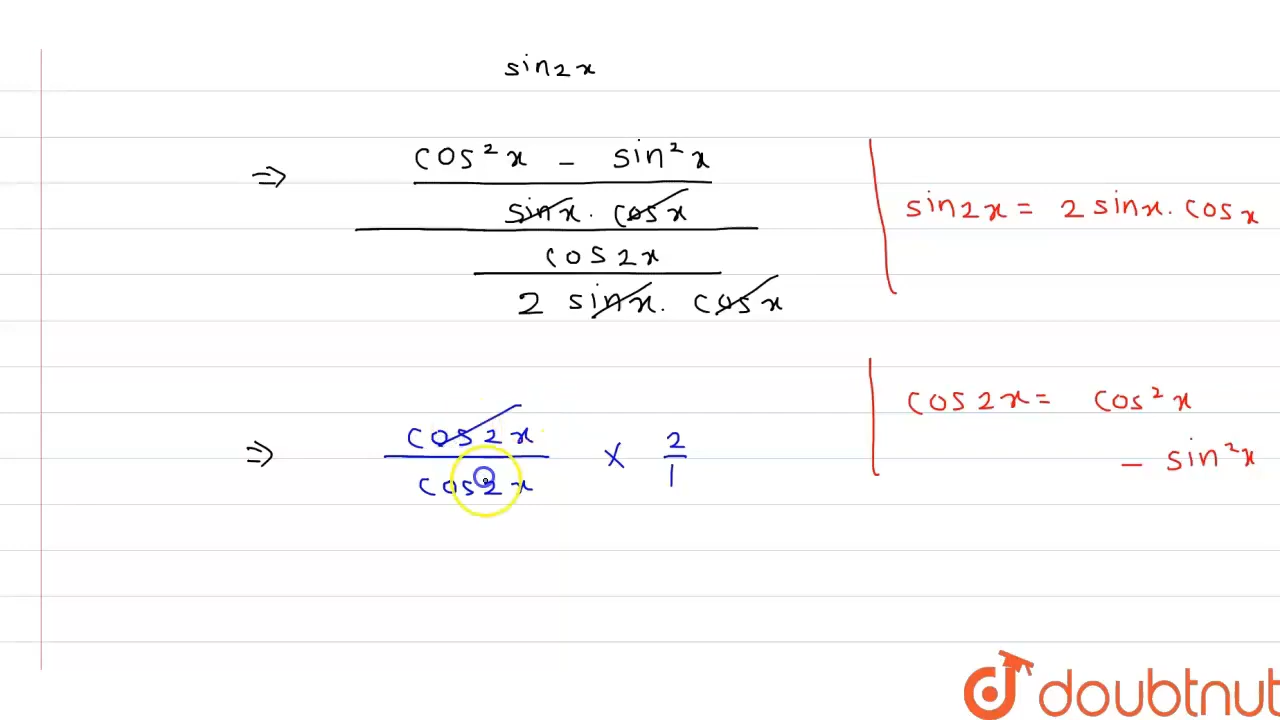 sin2x
⇒ cos²x - sin²x
sinx . cosx
cos2x
2 sinx . cosx
sin2x = 2 sinx . cosx
⇒ cos2x × 2
cos2x 1
cos2x = cos²x
- sin²x
doubtnut